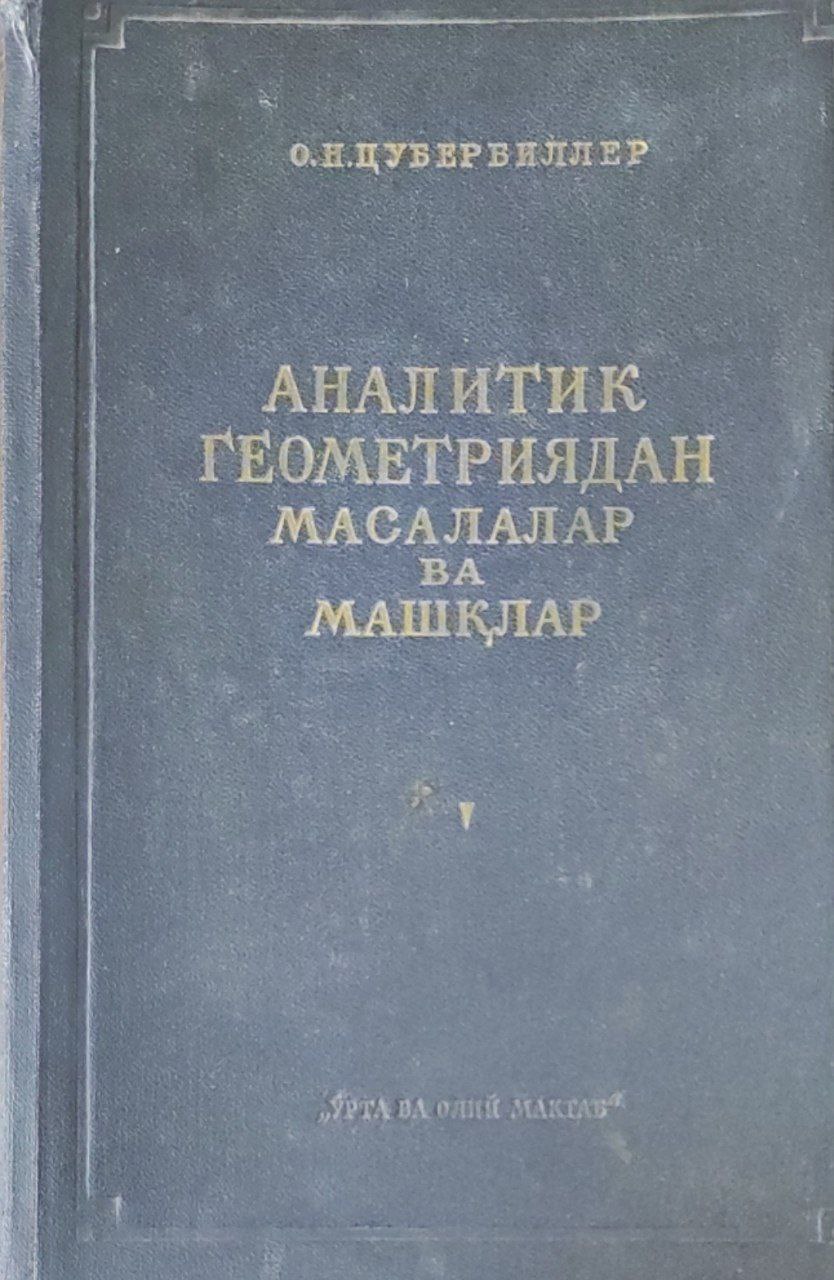 О.Н.ЦУБЕРБИЛЛЕР
АНАЛИТИК
ГЕОМЕТРИЯДАН
МАСАЛАЛАР
ВА
МАШҚЛАР
„ЎРТА ВА ОЛИЙ МАКТАБ“